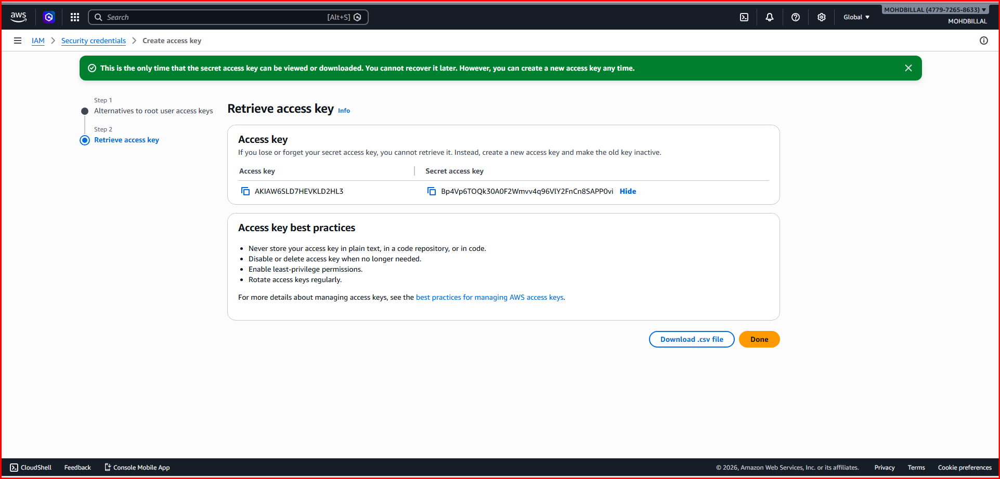 aws
Search [Alt+S]
Global
MOHDBILLAL (4779-7265-8633)
MOHDBILLAL
IAM > Security credentials > Create access key
This is the only time that the secret access key can be viewed or downloaded. You cannot recover it later. However, you can create a new access key any time.
Step 1
Alternatives to root user access keys
Step 2
Retrieve access key
Retrieve access key Info
Access key
If you lose or forget your secret access key, you cannot retrieve it. Instead, create a new access key and make the old key inactive.
Access key Secret access key
AKIAW6SLD7HEVKLD2HL3 Hide
Access key best practices
• Never store your access key in plain text, in a code repository, or in code.
• Disable or delete access key when no longer needed.
• Enable least-privilege permissions.
• Rotate access keys regularly.
For more details about managing access keys, see the best practices for managing AWS access keys.
Download .csv file Done
CloudShell Feedback Console Mobile App © 2026, Amazon Web Services, Inc. or its affiliates. Privacy Terms Cookie preferences